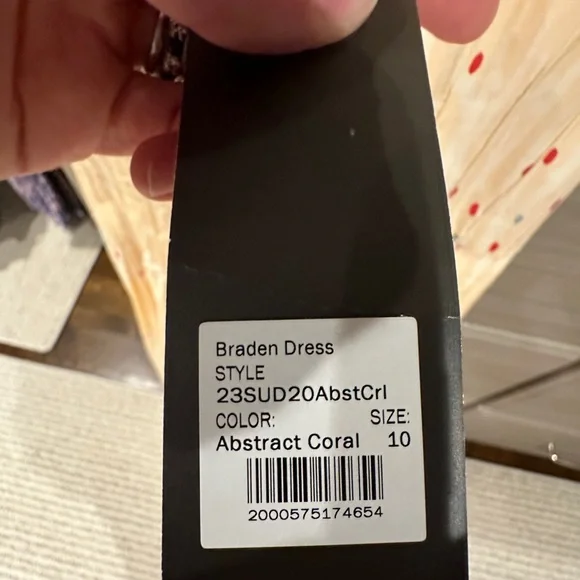 Braden Dress
STYLE
23SUD20AbstCrl
COLOR: SIZE:
Abstract Coral 10
2000575174654